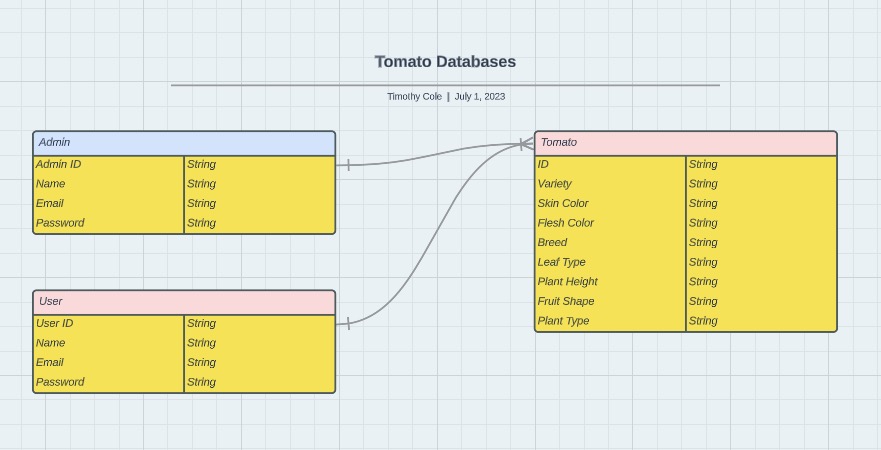 Tomato Databases
Timothy Cole | July 1, 2023
Admin
Admin ID String
Name String
Email String
Password String
User
User ID String
Name String
Email String
Password String
Tomato
ID String
Variety String
Skin Color String
Flesh Color String
Breed String
Leaf Type String
Plant Height String
Fruit Shape String
Plant Type String